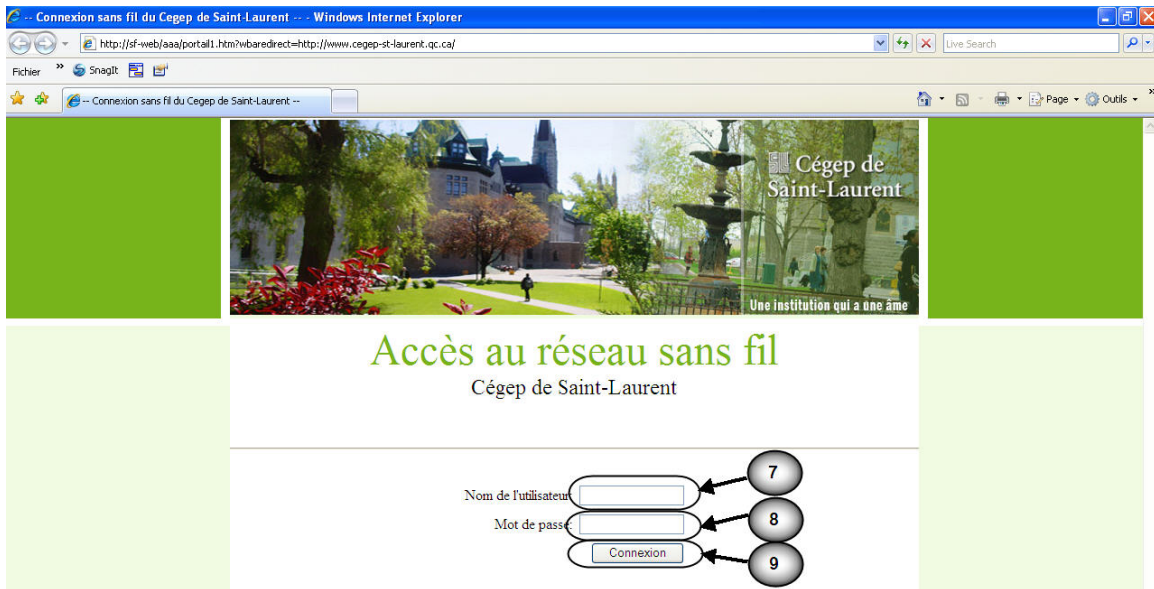 -- Connexion sans fil du Cegep de Saint-Laurent -- - Windows Internet Explorer
http://sf-web/aaa/portail1.htm?wbaredirect=http://www.cegep-st-laurent.qc.ca/
Live Search
Fichier » SnagIt
-- Connexion sans fil du Cegep de Saint-Laurent --
Page Outils »
Cégep de
Saint-Laurent
Une institution qui a une âme
Accès au réseau sans fil
Cégep de Saint-Laurent
7
Nom de l'utilisateur:
Mot de passe:
8
Connexion
9